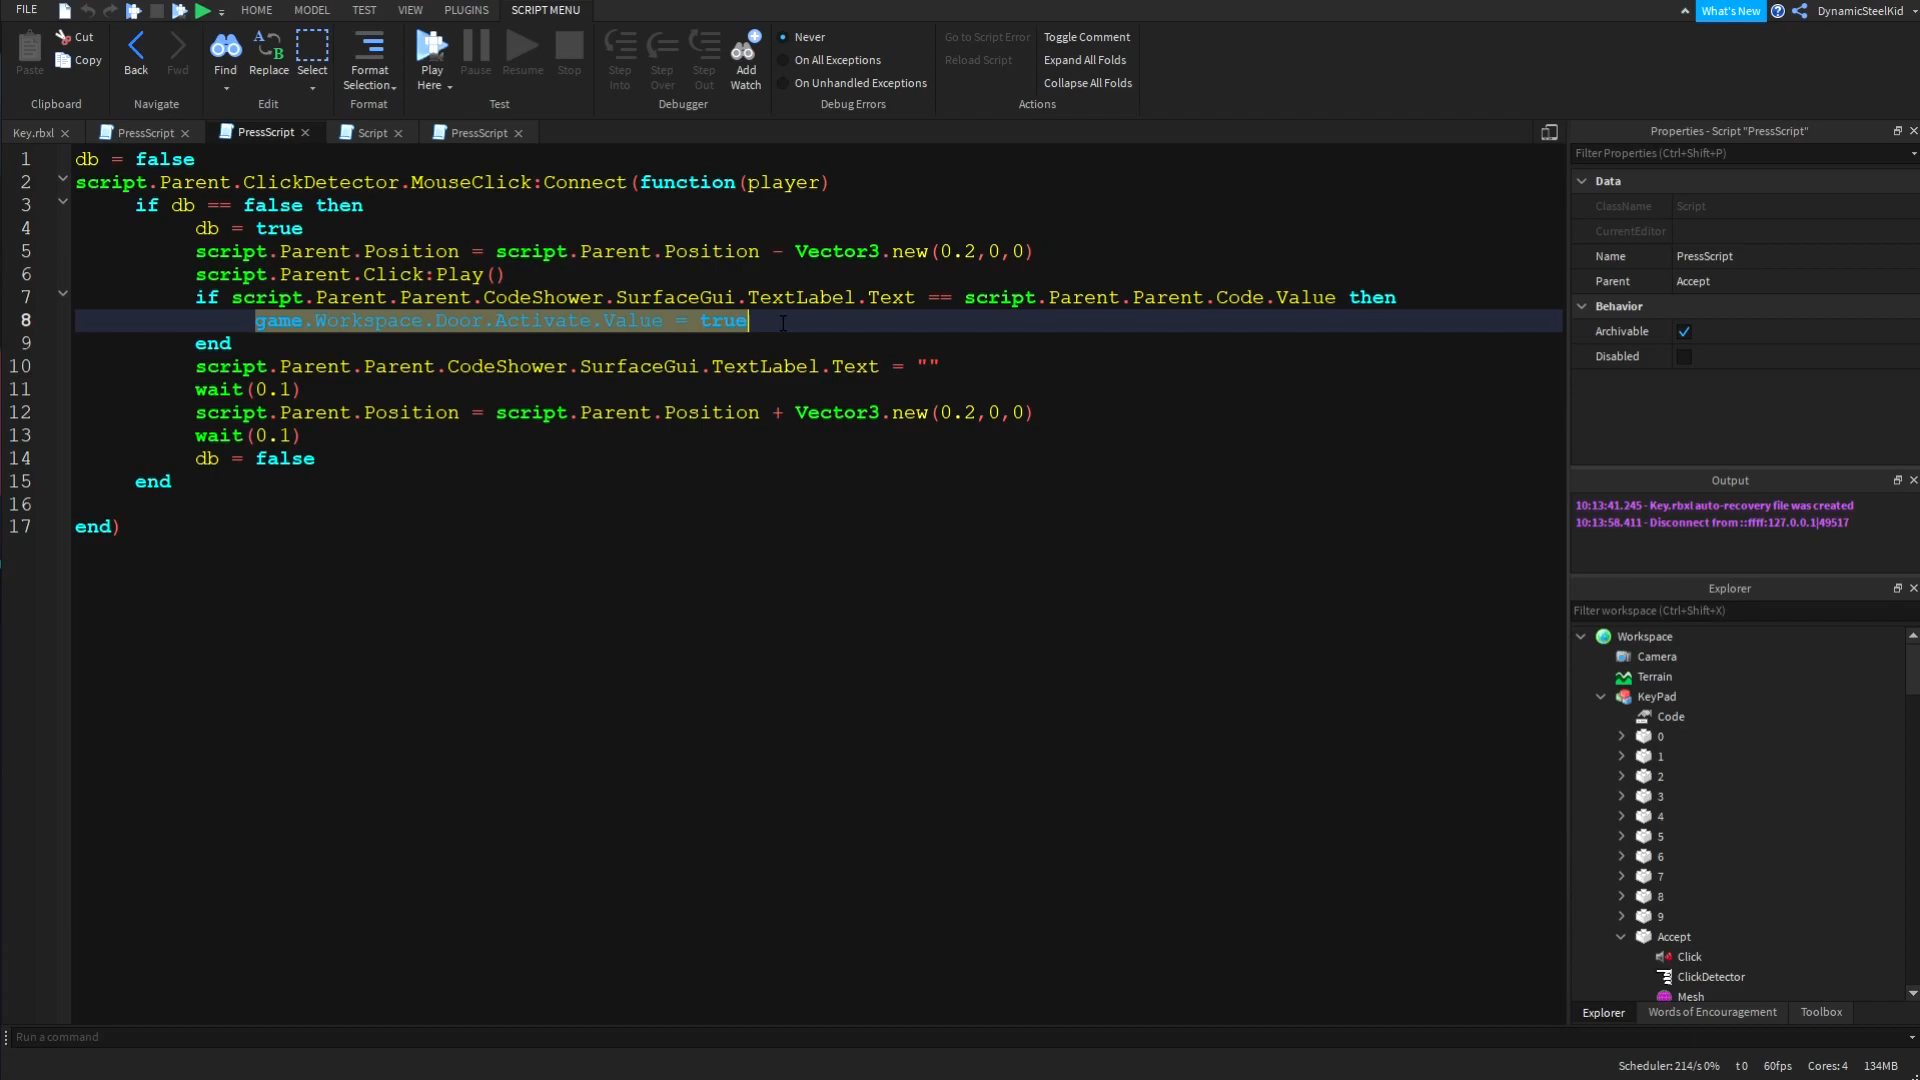 FILE HOME MODEL TEST VIEW PLUGINS SCRIPT MENU What's New DynamicSteelKid
Paste Cut Copy Clipboard
Back Fwd Navigate
Find Replace Select Edit
Format Selection Format
Play Here Pause Resume Stop Test
Step Into Step Over Step Out Add Watch Debugger
Never
On All Exceptions
On Unhandled Exceptions
Debug Errors
Go to Script Error
Reload Script
Toggle Comment
Expand All Folds
Collapse All Folds
Actions
Key.rbxl PressScript PressScript Script PressScript
1 db = false
2 script.Parent.ClickDetector.MouseClick:Connect(function(player)
3 if db == false then
4 db = true
5 script.Parent.Position = script.Parent.Position - Vector3.new(0.2,0,0)
6 script.Parent.Click:Play()
7 if script.Parent.Parent.CodeShower.SurfaceGui.TextLabel.Text == script.Parent.Parent.Code.Value then
8 game.Workspace.Door.Activate.Value = true
9 end
10 script.Parent.Parent.CodeShower.SurfaceGui.TextLabel.Text = ""
11 wait(0.1)
12 script.Parent.Position = script.Parent.Position + Vector3.new(0.2,0,0)
13 wait(0.1)
14 db = false
15 end
16
17 end)
Properties - Script "PressScript"
Filter Properties (Ctrl+Shift+P)
Data
ClassName Script
CurrentEditor
Name PressScript
Parent Accept
Behavior
Archivable
Disabled
Output
10:13:41.245 - Key.rbxl auto-recovery file was created
10:13:58.411 - Disconnect from ::ffff:127.0.0.1|49517
Explorer
Filter workspace (Ctrl+Shift+X)
Workspace
Camera
Terrain
KeyPad
Code
0
1
2
3
4
5
6
7
8
9
Accept
Click
ClickDetector
Mesh
Explorer Words of Encouragement Toolbox
Run a command
Scheduler: 214/s 0% t 0 60fps Cores: 4 134MB